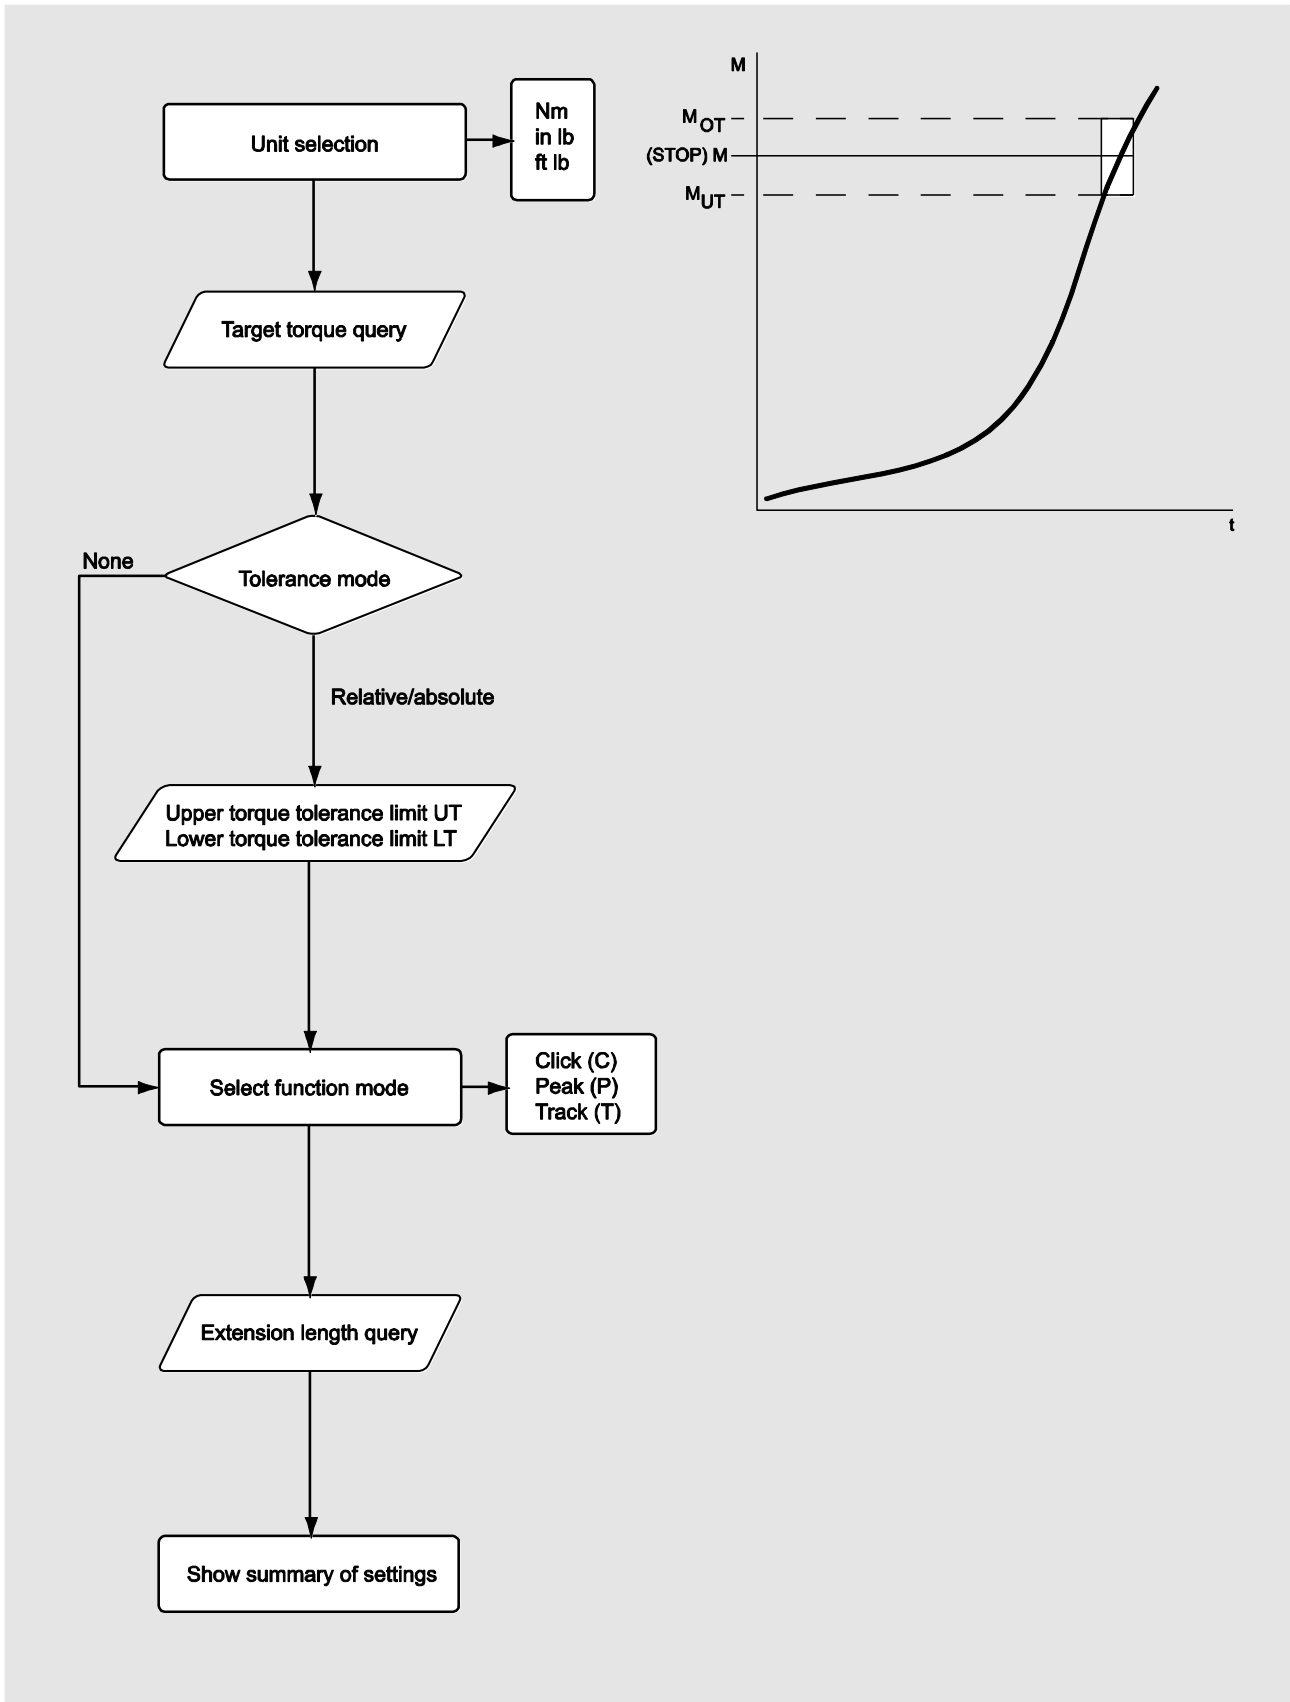 Unit selection
Nm
in lb
ft lb
Target torque query
None
Tolerance mode
Relative/absolute
Upper torque tolerance limit UT
Lower torque tolerance limit LT
Select function mode
Click (C)
Peak (P)
Track (T)
Extension length query
Show summary of settings
M
MOT
(STOP) M
MUT
t